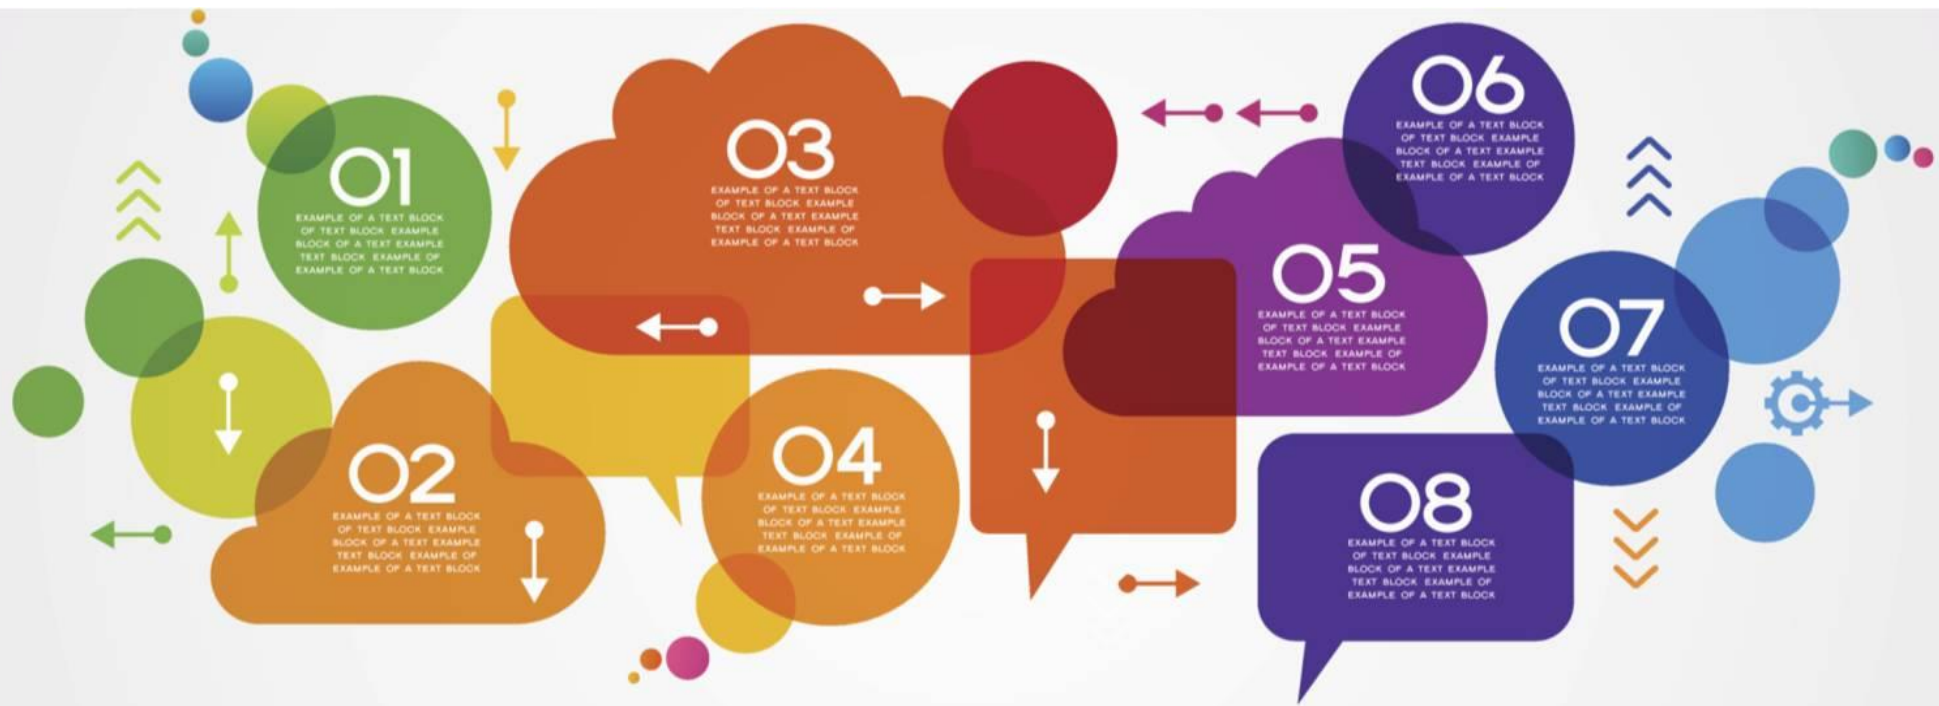 01
EXAMPLE OF A TEXT BLOCK
OF TEXT BLOCK EXAMPLE
BLOCK OF A TEXT EXAMPLE
TEXT BLOCK EXAMPLE OF
EXAMPLE OF A TEXT BLOCK
02
EXAMPLE OF A TEXT BLOCK
OF TEXT BLOCK EXAMPLE
BLOCK OF A TEXT EXAMPLE
TEXT BLOCK EXAMPLE OF
EXAMPLE OF A TEXT BLOCK
03
EXAMPLE OF A TEXT BLOCK
OF TEXT BLOCK EXAMPLE
BLOCK OF A TEXT EXAMPLE
TEXT BLOCK EXAMPLE OF
EXAMPLE OF A TEXT BLOCK
04
EXAMPLE OF A TEXT BLOCK
OF TEXT BLOCK EXAMPLE
BLOCK OF A TEXT EXAMPLE
TEXT BLOCK EXAMPLE OF
EXAMPLE OF A TEXT BLOCK
05
EXAMPLE OF A TEXT BLOCK
OF TEXT BLOCK EXAMPLE
BLOCK OF A TEXT EXAMPLE
TEXT BLOCK EXAMPLE OF
EXAMPLE OF A TEXT BLOCK
06
EXAMPLE OF A TEXT BLOCK
OF TEXT BLOCK EXAMPLE
BLOCK OF A TEXT EXAMPLE
TEXT BLOCK EXAMPLE OF
EXAMPLE OF A TEXT BLOCK
07
EXAMPLE OF A TEXT BLOCK
OF TEXT BLOCK EXAMPLE
BLOCK OF A TEXT EXAMPLE
TEXT BLOCK EXAMPLE OF
EXAMPLE OF A TEXT BLOCK
08
EXAMPLE OF A TEXT BLOCK
OF TEXT BLOCK EXAMPLE
BLOCK OF A TEXT EXAMPLE
TEXT BLOCK EXAMPLE OF
EXAMPLE OF A TEXT BLOCK